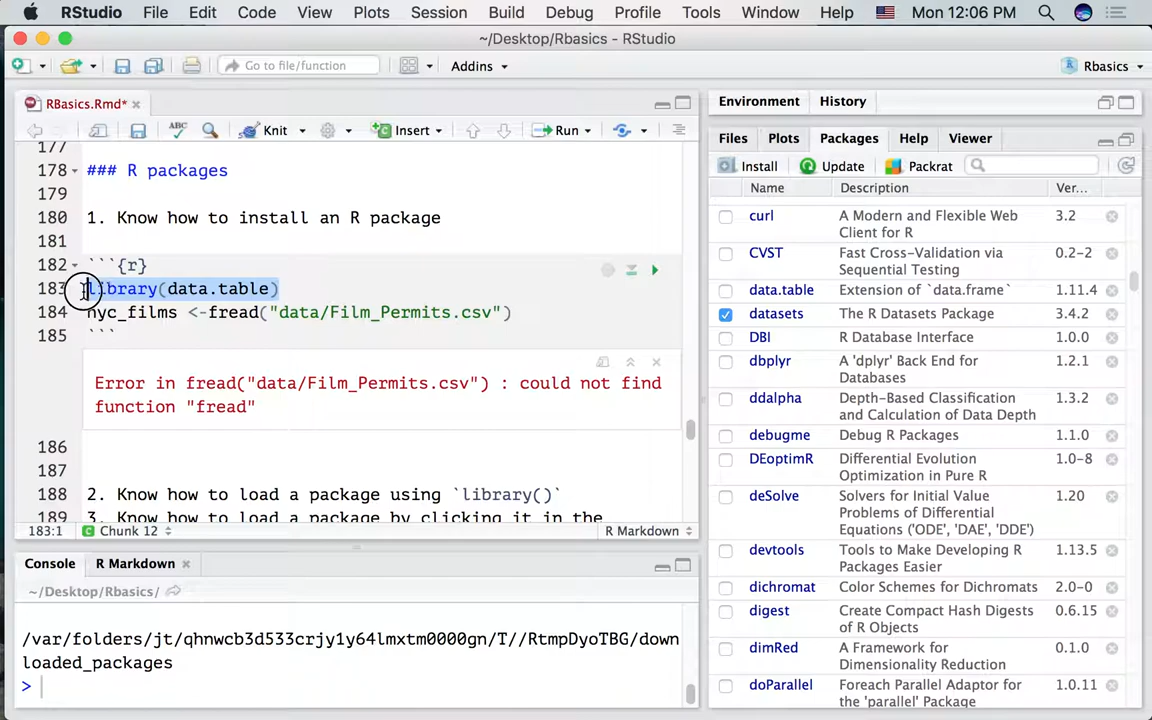 RStudio File Edit Code View Plots Session Build Debug Profile Tools Window Help Mon 12:06 PM
~/Desktop/Rbasics - RStudio
Go to file/function Addins Rbasics
RBasics.Rmd*
Knit Insert Run
177
178 ### R packages
179
180 1. Know how to install an R package
181
182 ```{r}
183 library(data.table)
184 nyc_films <-fread("data/Film_Permits.csv")
185 ```
Error in fread("data/Film_Permits.csv") : could not find
function "fread"
186
187
188 2. Know how to load a package using `library()`
189 3. Know how to load a package by clicking it in the
183:1 Chunk 12 R Markdown
Console R Markdown
~/Desktop/Rbasics/
/var/folders/jt/qhnwcb3d533crjy1y64lmxtm0000gn/T//RtmpDyoTBG/down
loaded_packages
>
Environment History
Files Plots Packages Help Viewer
Install Update Packrat
Name Description Ver...
curl A Modern and Flexible Web 3.2
Client for R
CVST Fast Cross-Validation via 0.2-2
Sequential Testing
data.table Extension of `data.frame` 1.11.4
datasets The R Datasets Package 3.4.2
DBI R Database Interface 1.0.0
dbplyr A 'dplyr' Back End for 1.2.1
Databases
ddalpha Depth-Based Classification 1.3.2
and Calculation of Data Depth
debugme Debug R Packages 1.1.0
DEoptimR Differential Evolution 1.0-8
Optimization in Pure R
deSolve Solvers for Initial Value 1.20
Problems of Differential
Equations ('ODE', 'DAE', 'DDE')
devtools Tools to Make Developing R 1.13.5
Packages Easier
dichromat Color Schemes for Dichromats 2.0-0
digest Create Compact Hash Digests 0.6.15
of R Objects
dimRed A Framework for 0.1.0
Dimensionality Reduction
doParallel Foreach Parallel Adaptor for 1.0.11
the 'parallel' Package